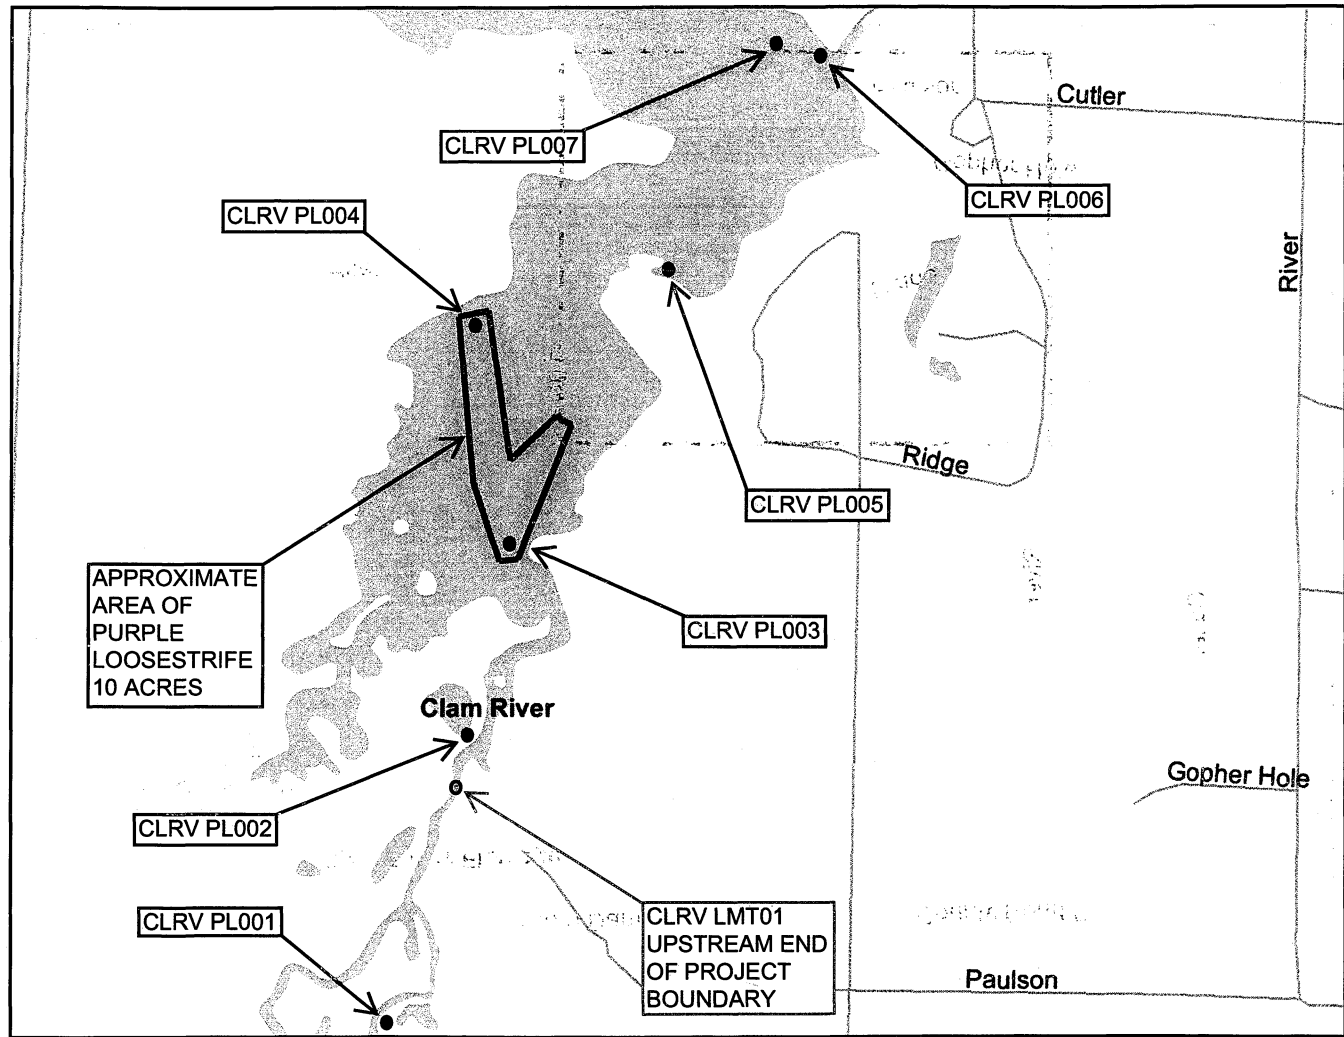 Cutler
CLRV PL007
CLRV PL006
CLRV PL004
River
Ridge
CLRV PL005
APPROXIMATE
AREA OF
PURPLE
LOOSESTRIFE
10 ACRES
CLRV PL003
Clam River
Gopher Hole
CLRV PL002
CLRV PL001
CLRV LMT01
UPSTREAM END
OF PROJECT
BOUNDARY
Paulson